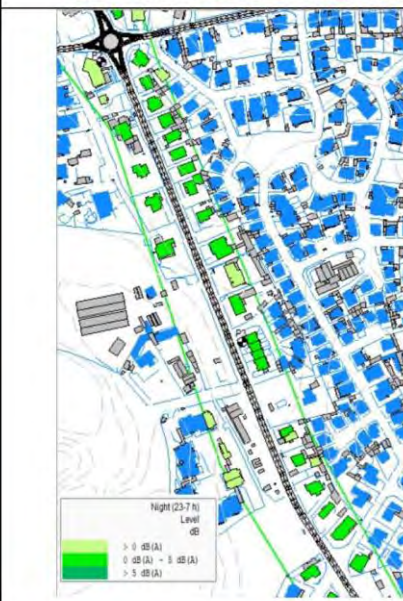 Night (23-7 h)
Level
dB
> 0 dB(A)
0 dB(A) - 5 dB(A)
> 5 dB(A)